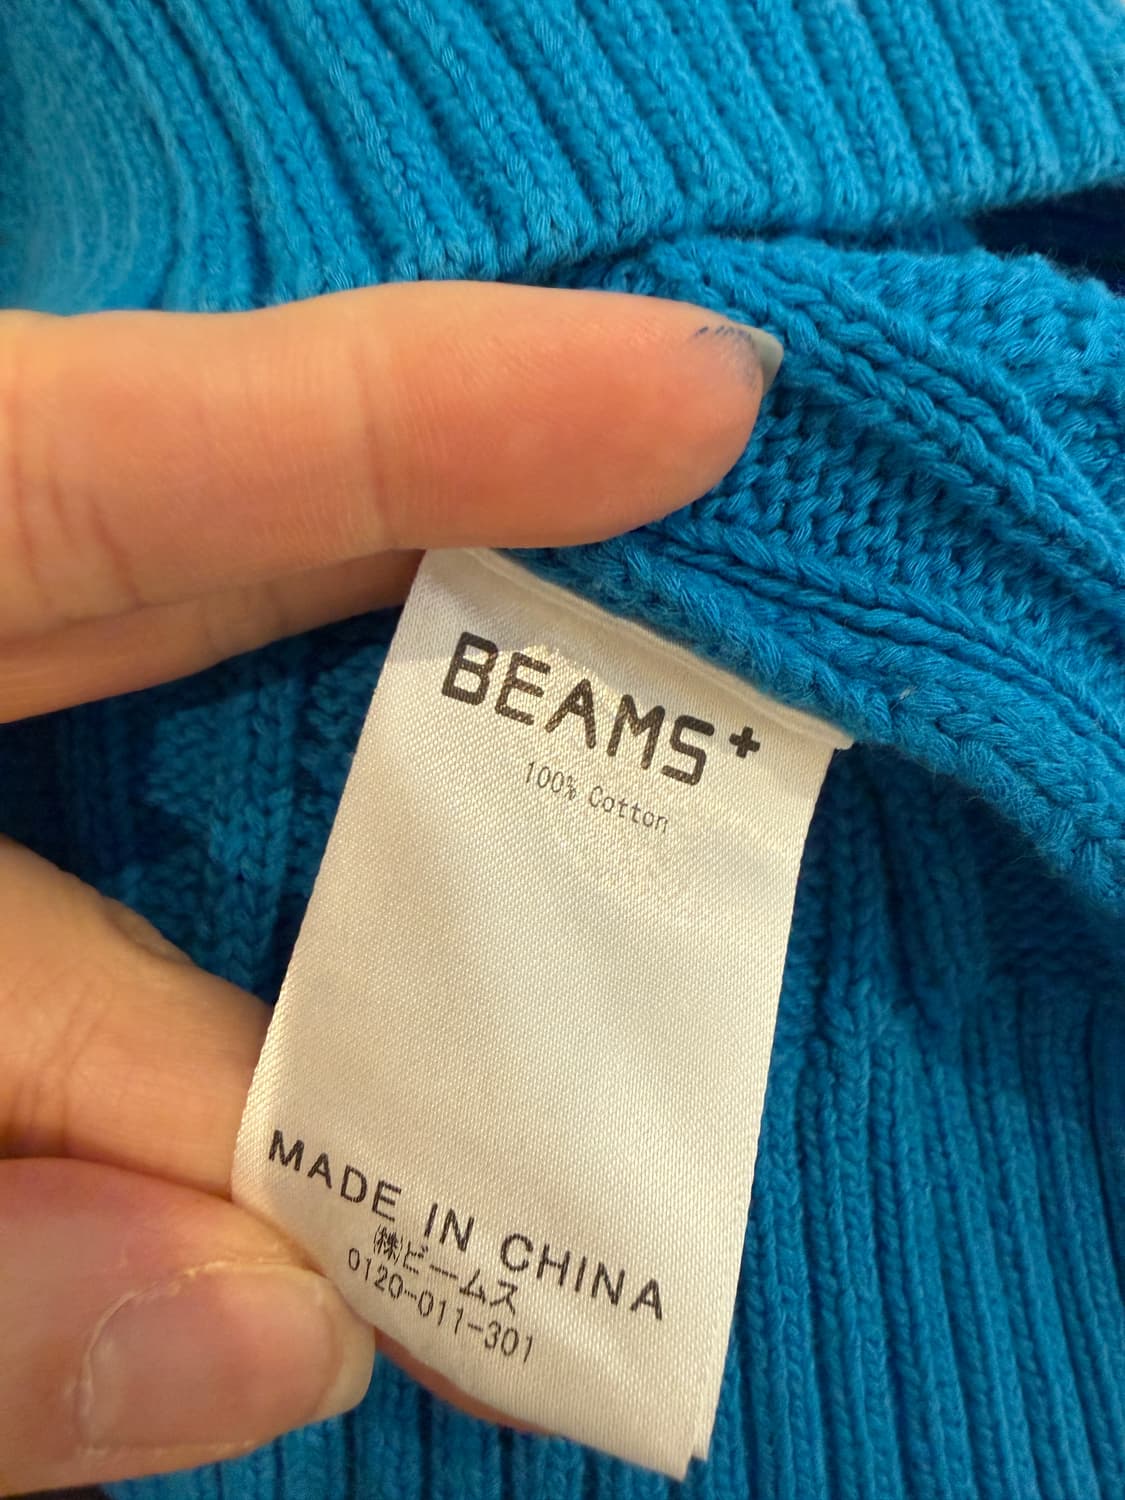 BEAMS+
100% Cotton
MADE IN CHINA
㈱ビームス
0120-011-301